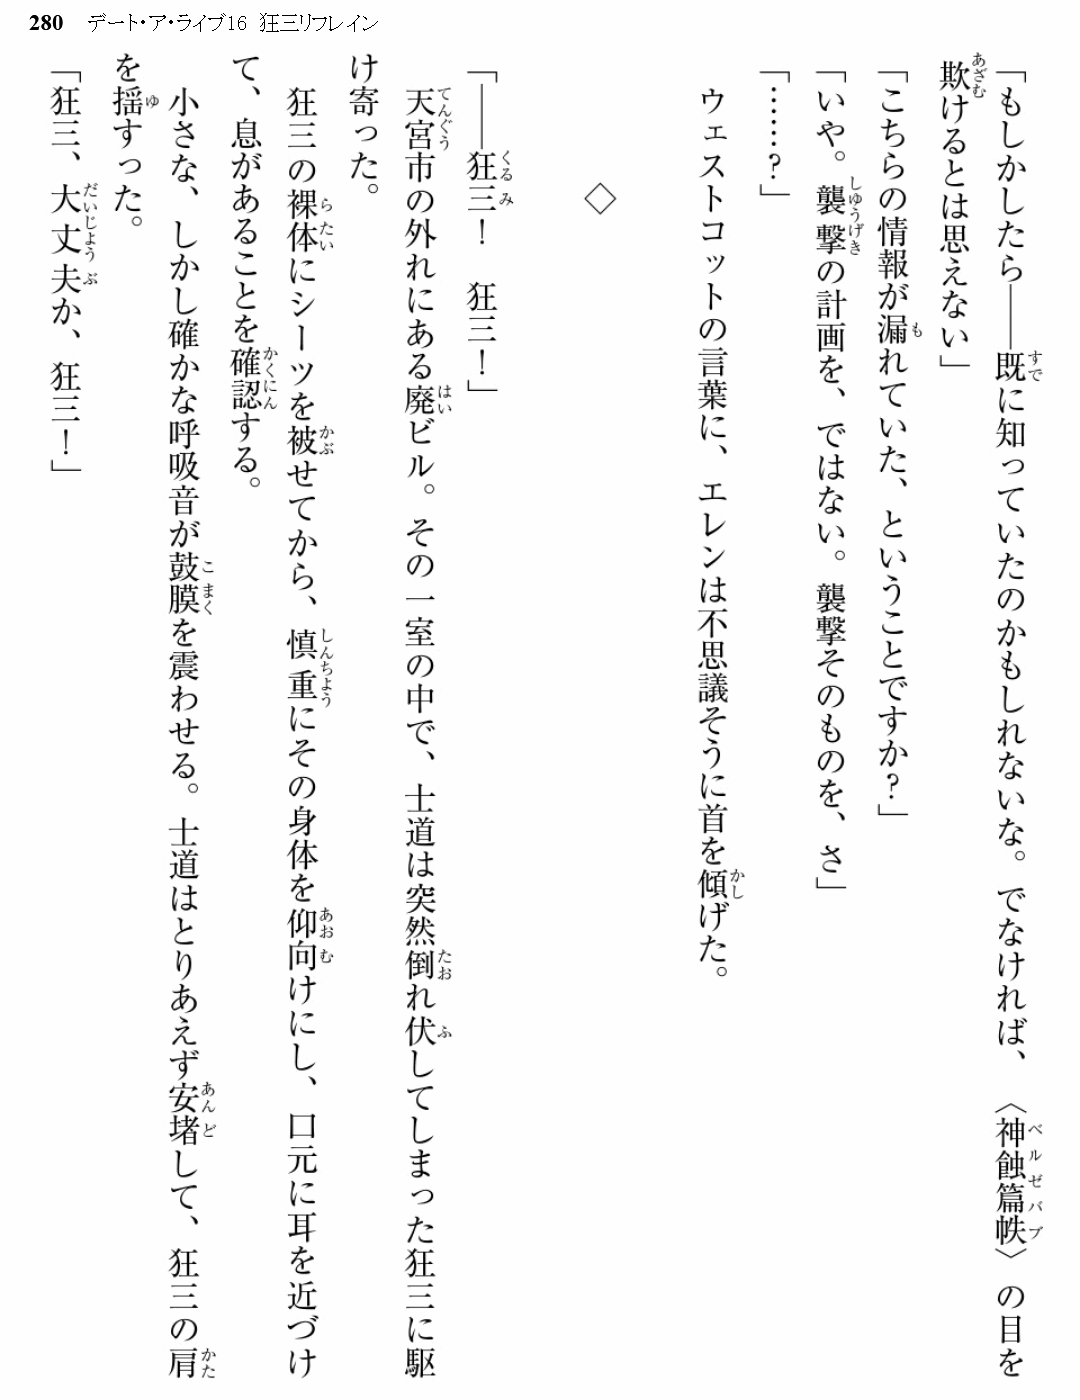 280 デート・ア・ライブ16 狂三リフレイン
「もしかしたら――既に知っていたのかもしれないな。でなければ、〈神蝕篇帙〉の目を
欺けるとは思えない」
「こちらの情報が漏れていた、ということですか？」
「いや。襲撃の計画を、ではない。襲撃そのものを、さ」
「……？」
ウェストコットの言葉に、エレンは不思議そうに首を傾げた。
◇
「――狂三！　狂三！」
天宮市の外れにある廃ビル。その一室の中で、士道は突然倒れ伏してしまった狂三に駆
け寄った。
狂三の裸体にシーツを被せてから、慎重にその身体を仰向けにし、口元に耳を近づけ
て、息があることを確認する。
小さな、しかし確かな呼吸音が鼓膜を震わせる。士道はとりあえず安堵して、狂三の肩
を揺すった。
「狂三、大丈夫か、狂三！」